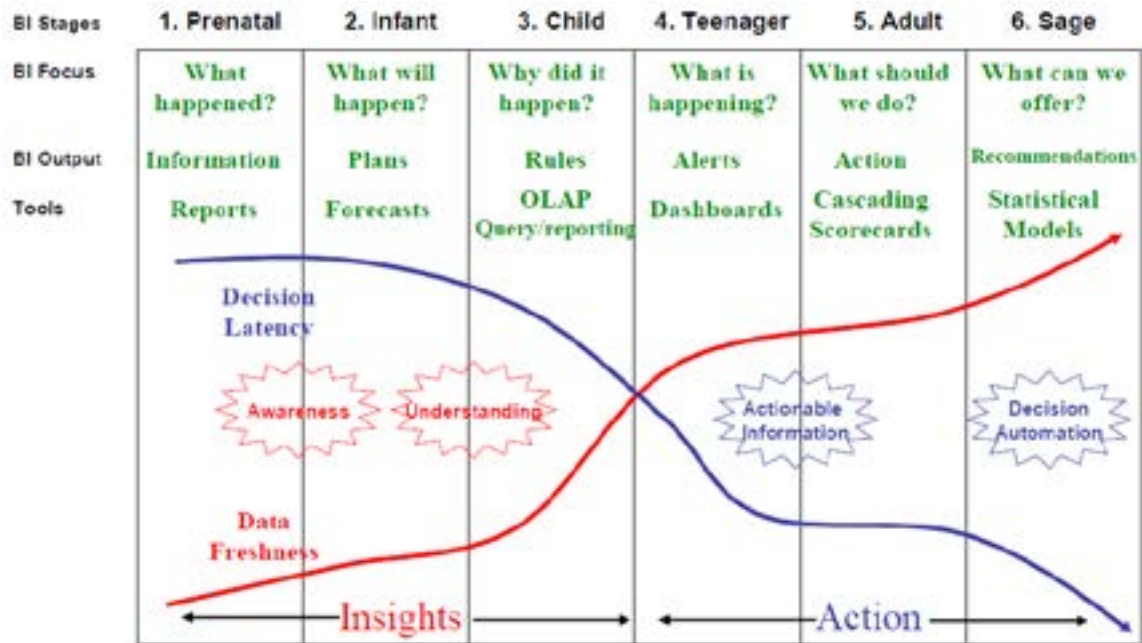 BI Stages 1. Prenatal 2. Infant 3. Child 4. Teenager 5. Adult 6. Sage
BI Focus What happened? What will happen? Why did it happen? What is happening? What should we do? What can we offer?
BI Output Information Plans Rules Alerts Action Recommendations
Tools Reports Forecasts OLAP Query/reporting Dashboards Cascading Scorecards Statistical Models
Decision
Latency
Awareness Understanding Actionable Information Decision Automation
Data
Freshness
Insights Action